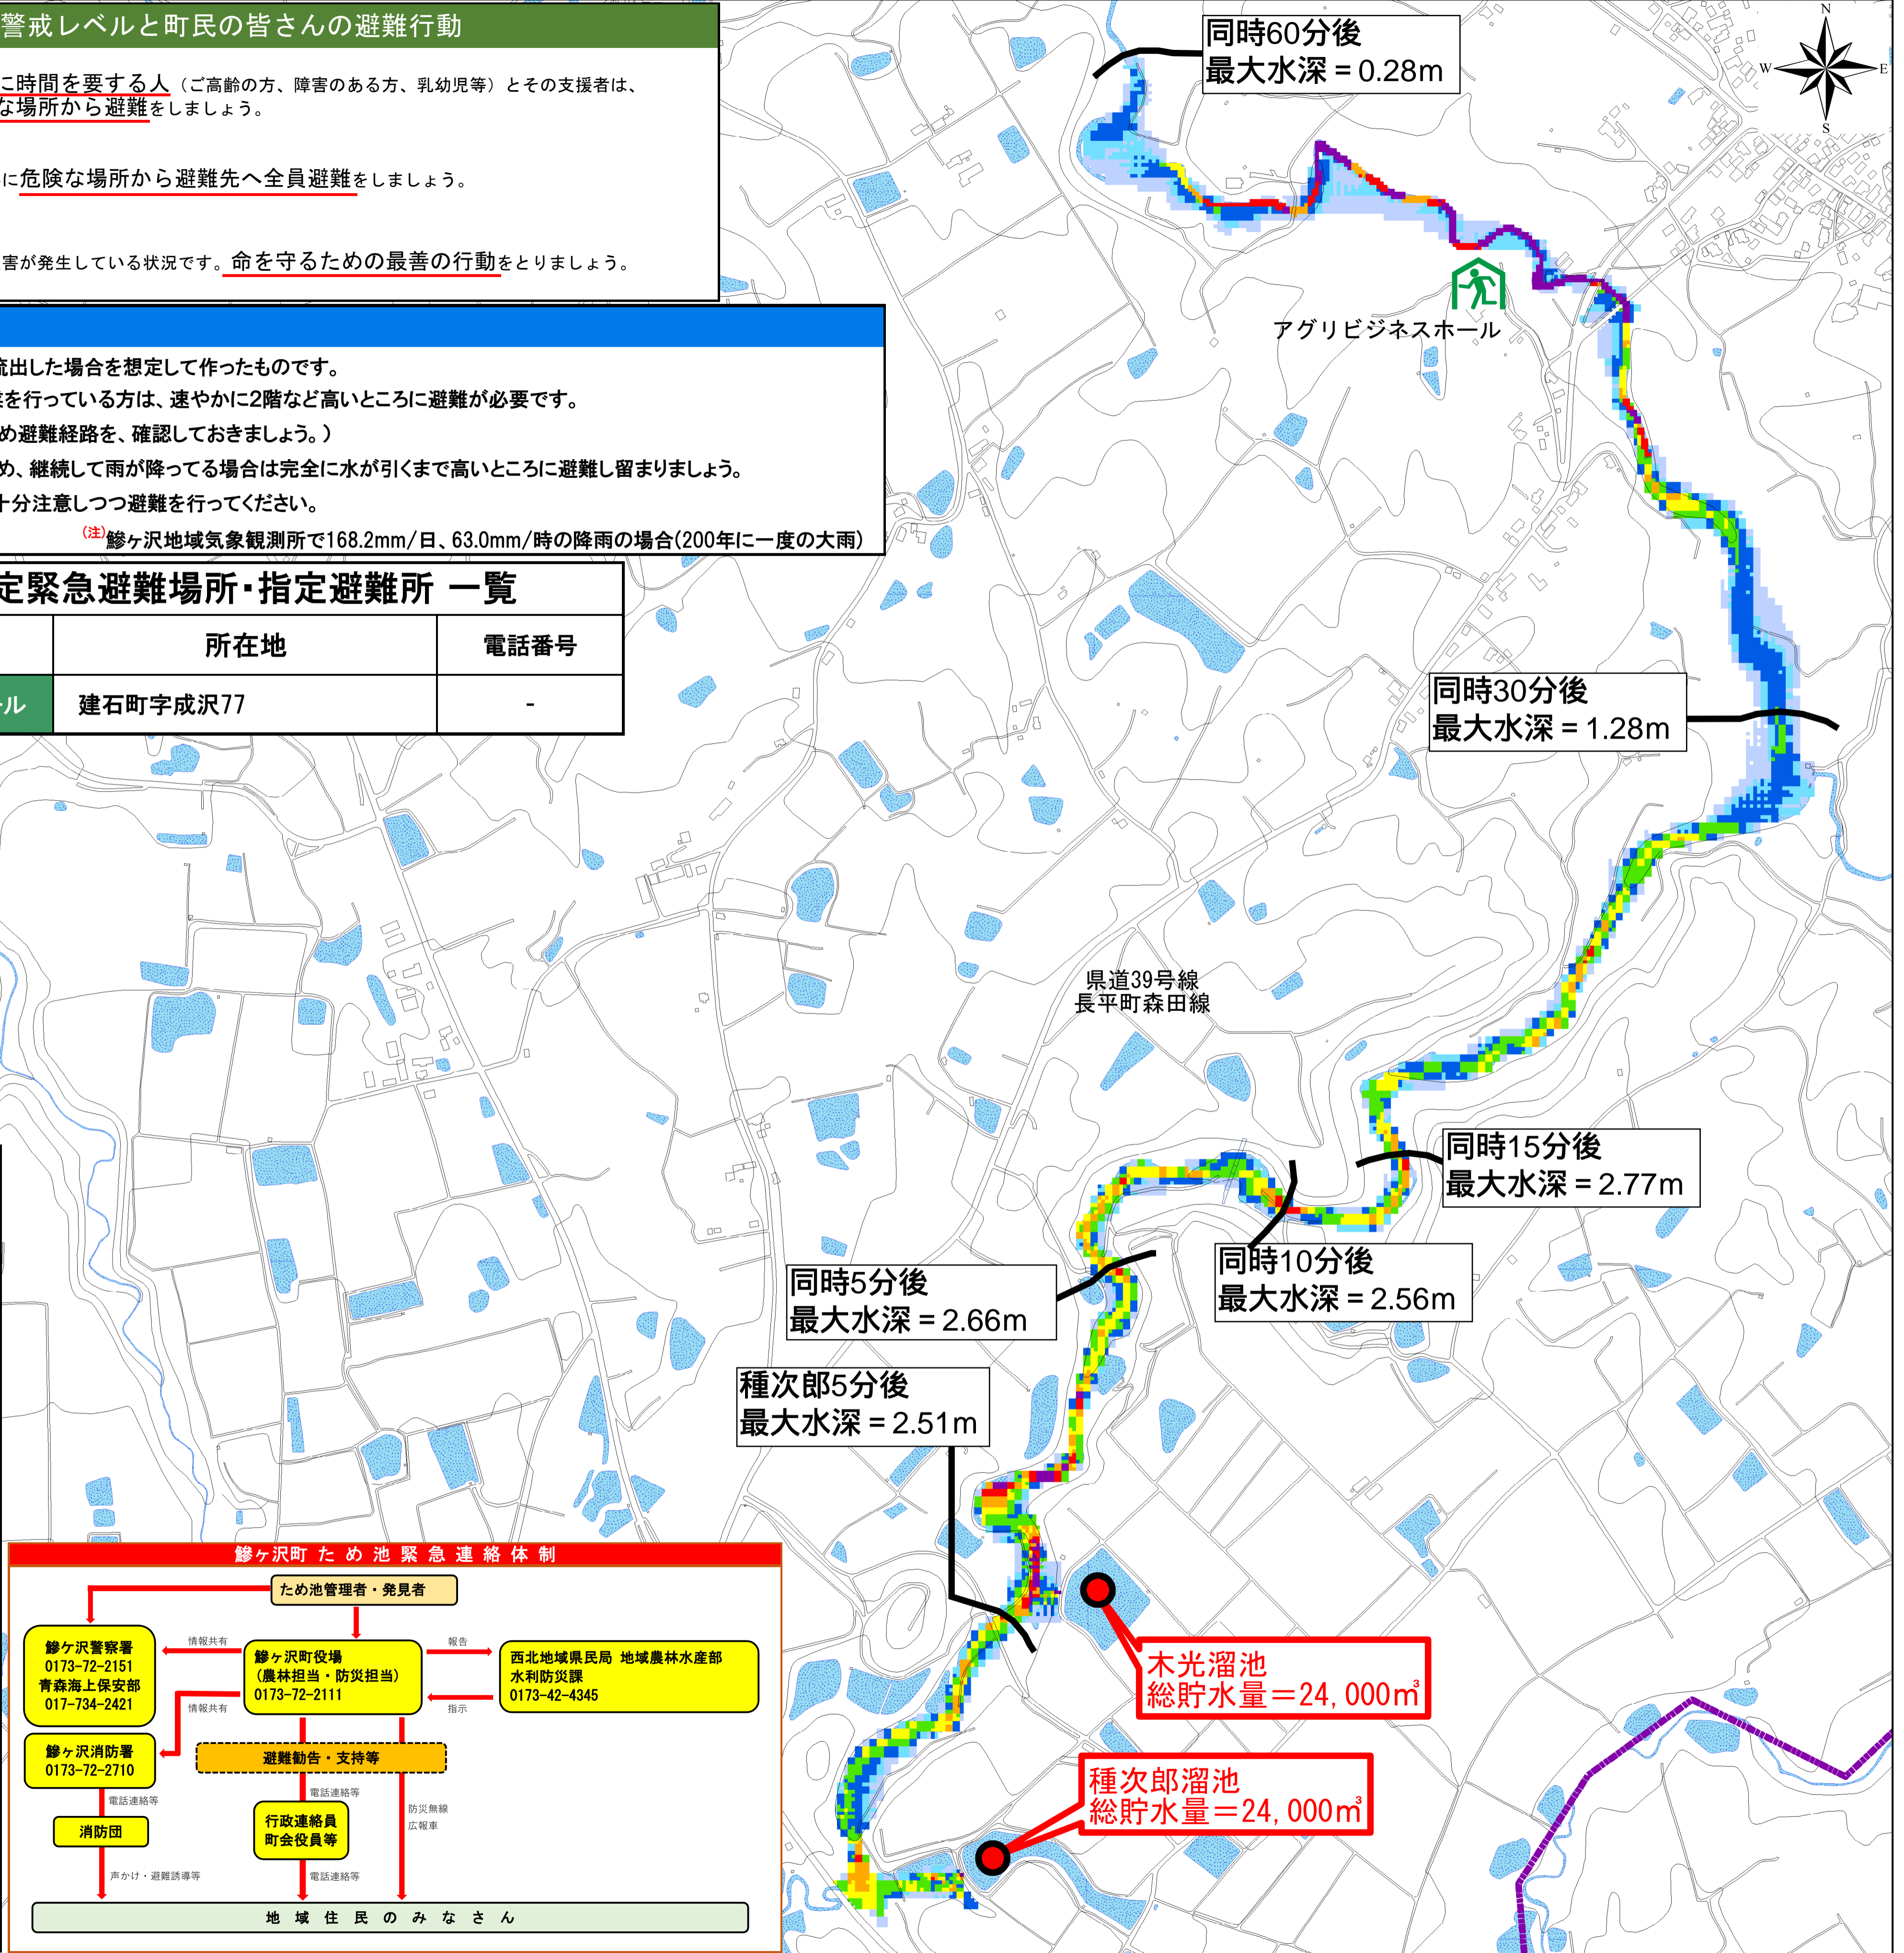 警戒レベルと町民の皆さんの避難行動
に時間を要する人（ご高齢の方、障害のある方、乳幼児等）とその支援者は、
な場所から避難をしましょう。
に危険な場所から避難先へ全員避難をしましょう。
害が発生している状況です。命を守るための最善の行動をとりましょう。
流出した場合を想定して作ったものです。
を行っている方は、速やかに2階など高いところに避難が必要です。
め避難経路を、確認しておきましょう。）
め、継続して雨が降ってる場合は完全に水が引くまで高いところに避難し留まりましょう。
十分注意しつつ避難を行ってください。
(注)鰺ヶ沢地域気象観測所で168.2mm/日、63.0mm/時の降雨の場合(200年に一度の大雨)
定緊急避難場所・指定避難所 一覧
所在地
電話番号
ル
建石町字成沢77
-
同時60分後
最大水深＝0.28m
N
W
E
S
アグリビジネスホール
同時30分後
最大水深＝1.28m
県道39号線
長平町森田線
同時15分後
最大水深＝2.77m
同時10分後
最大水深＝2.56m
同時5分後
最大水深＝2.66m
種次郎5分後
最大水深＝2.51m
木光溜池
総貯水量＝24,000㎥
種次郎溜池
総貯水量＝24,000㎥
鰺ヶ沢町 ため池緊急連絡体制
ため池管理者・発見者
鰺ケ沢警察署
0173-72-2151
青森海上保安部
017-734-2421
情報共有
鰺ヶ沢町役場
（農林担当・防災担当）
0173-72-2111
報告
指示
西北地域県民局 地域農林水産部
水利防災課
0173-42-4345
情報共有
鰺ヶ沢消防署
0173-72-2710
避難勧告・支持等
電話連絡等
消防団
電話連絡等
行政連絡員
町会役員等
防災無線
広報車
声かけ・避難誘導等
電話連絡等
地域住民のみなさん